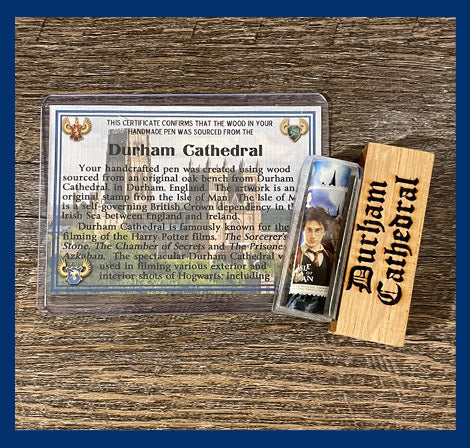 THIS CERTIFICATE CONFIRMS THAT THE WOOD IN YOUR
HANDMADE PEN WAS SOURCED FROM THE
Durham Cathedral
Your handcrafted pen was created using wood
sourced from an original oak bench from Durham
Cathedral, in Durham, England. The artwork is an
original stamp from the Isle of Man. The Isle of M
is a self-governing British Crown dependency in t
Irish Sea between England and Ireland.
Durham Cathedral is famously known for the
filming of the Harry Potter films. The Sorcerer's
Stone, The Chamber of Secrets and The Prisone
Azkaban. The spectacular Durham Cathedral w
used in filming various exterior and
interior shots of Hogwarts; including
MAN
Durham
Cathedral